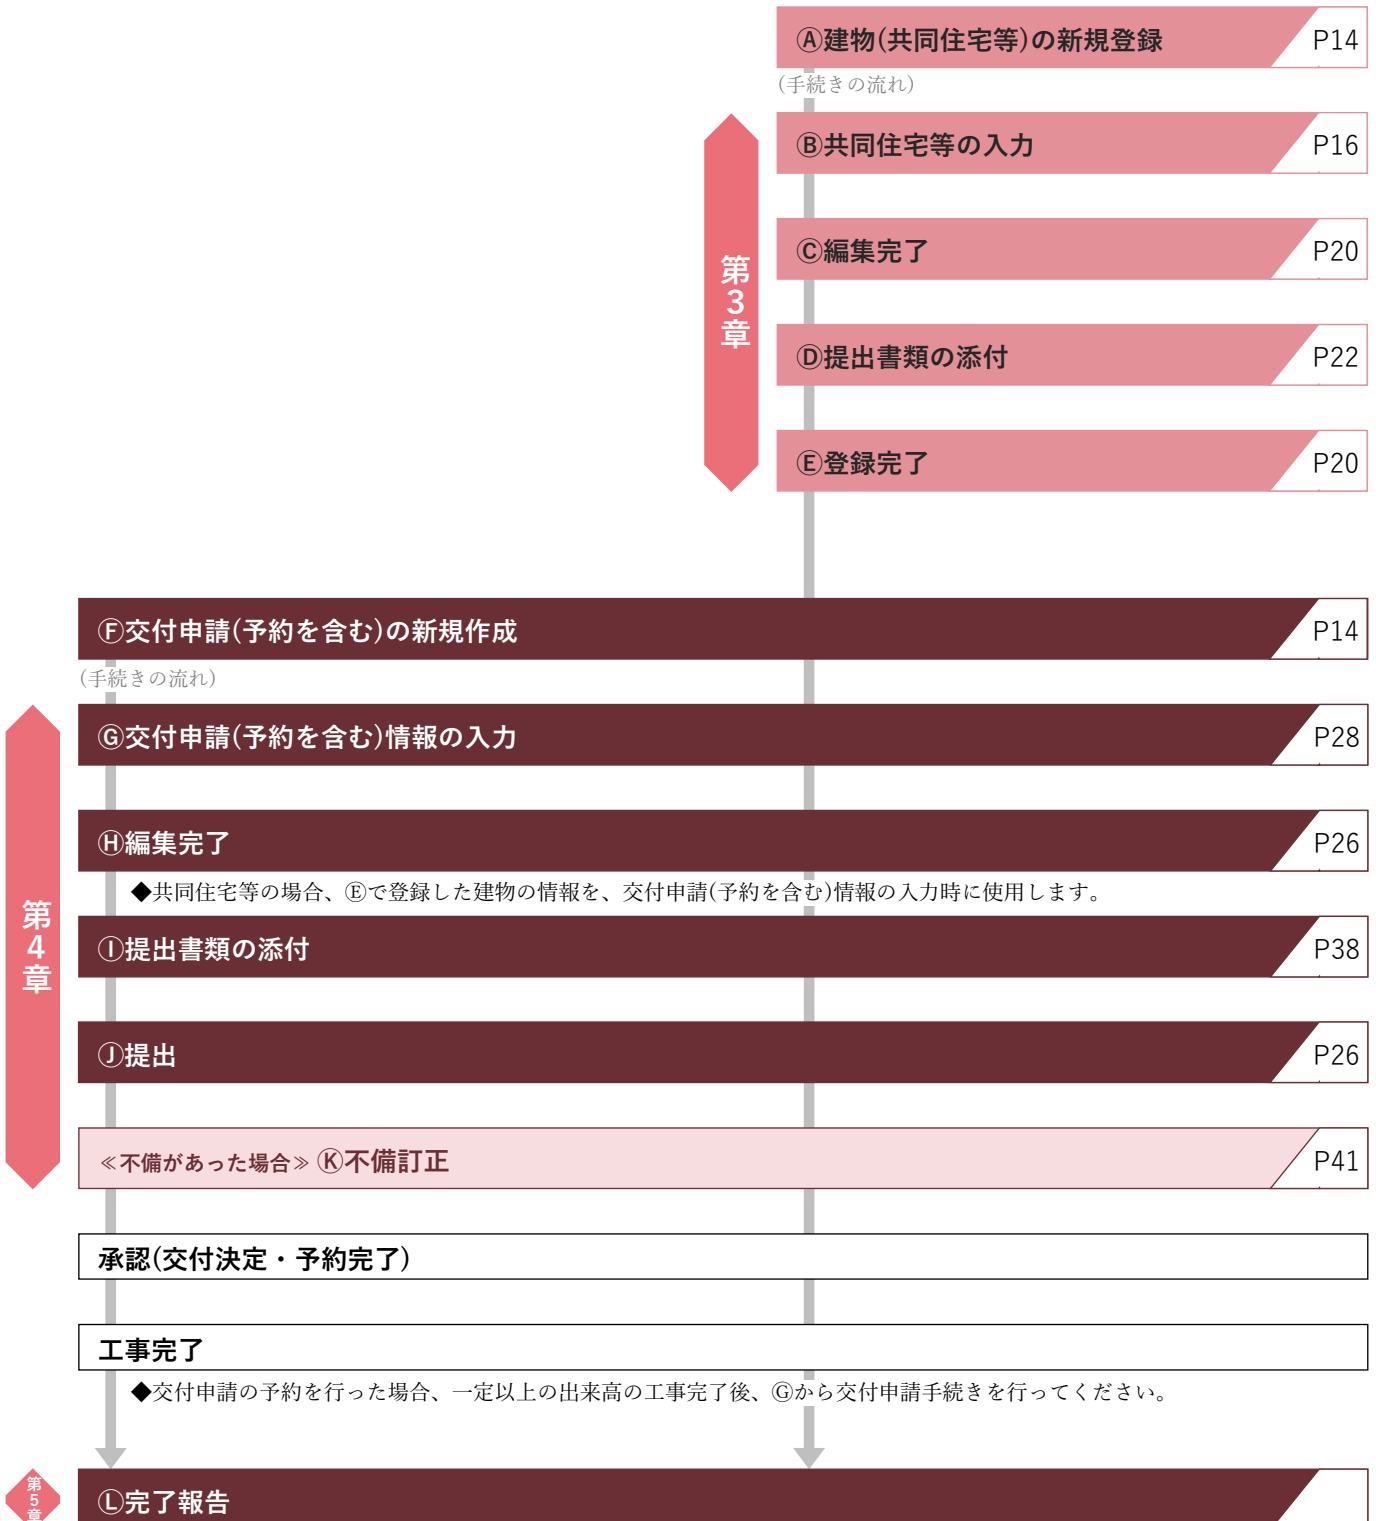 Ⓐ建物(共同住宅等)の新規登録 P14
(手続きの流れ)
第3章
Ⓑ共同住宅等の入力 P16
Ⓒ編集完了 P20
Ⓓ提出書類の添付 P22
Ⓔ登録完了 P20
Ⓕ交付申請(予約を含む)の新規作成 P14
(手続きの流れ)
第4章
Ⓖ交付申請(予約を含む)情報の入力 P28
Ⓗ編集完了 P26
◆共同住宅等の場合、Ⓔで登録した建物の情報を、交付申請(予約を含む)情報の入力時に使用します。
Ⓘ提出書類の添付 P38
Ⓙ提出 P26
≪不備があった場合≫ Ⓚ不備訂正 P41
承認(交付決定・予約完了)
工事完了
◆交付申請の予約を行った場合、一定以上の出来高の工事完了後、Ⓖから交付申請手続きを行ってください。
第5章
Ⓛ完了報告